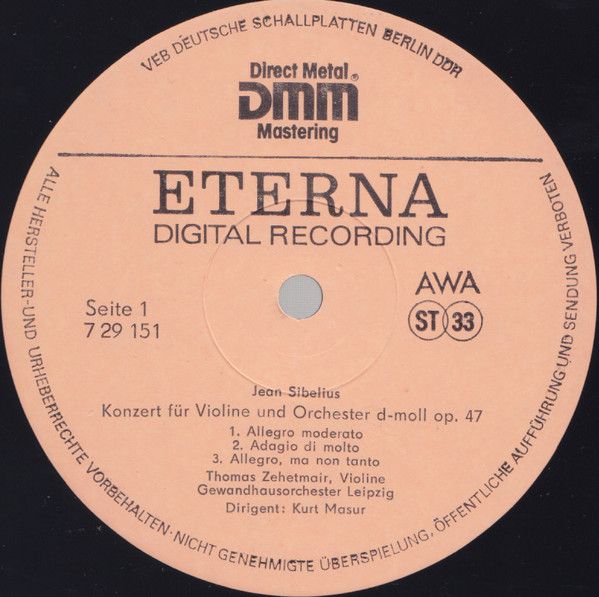 VEB DEUTSCHE SCHALLPLATTEN BERLIN DDR
Direct Metal
DMM®
Mastering
ETERNA
DIGITAL RECORDING
Seite 1
7 29 151
AWA
ST 33
Jean Sibelius
Konzert für Violine und Orchester d-moll op. 47
1. Allegro moderato
2. Adagio di molto
3. Allegro, ma non tanto
Thomas Zehetmair, Violine
Gewandhausorchester Leipzig
Dirigent: Kurt Masur
ALLE HERSTELLER-UND URHEBERRECHTE VORBEHALTEN·NICHT GENEHMIGTE ÜBERSPIELUNG, ÖFFENTLICHE AUFFÜHRUNG UND SENDUNG VERBOTEN